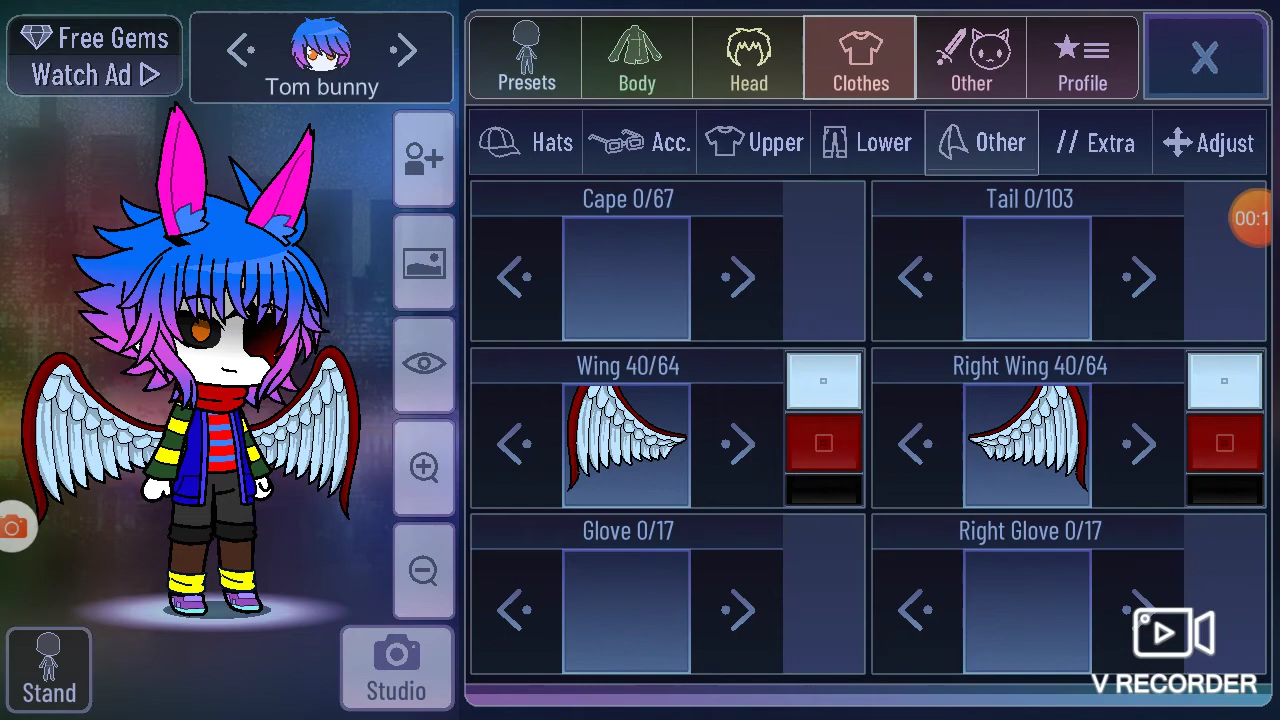 Free Gems
Watch Ad
Tom bunny
Presets
Body
Head
Clothes
Other
Profile
X
Hats
Acc.
Upper
Lower
Other
Extra
Adjust
Cape 0/67
Tail 0/103
00:1
Wing 40/64
Right Wing 40/64
Glove 0/17
Right Glove 0/17
Stand
Studio
V RECORDER